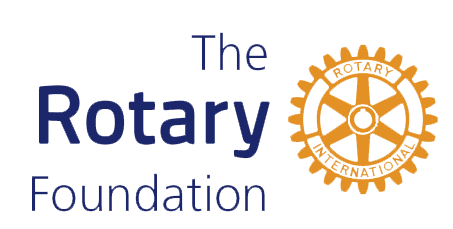 The
Rotary
Foundation
ROTARY
INTERNATIONAL